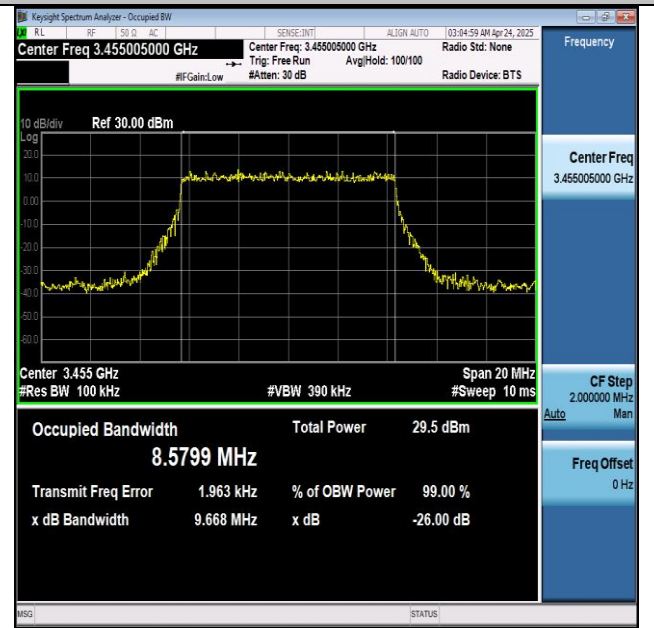 Keysight Spectrum Analyzer - Occupied BW
RL RF 50 Ω AC SENSE:INT ALIGN AUTO 03:04:59 AM Apr 24, 2025
Center Freq 3.455005000 GHz
Center Freq: 3.455005000 GHz
Radio Std: None
Trig: Free Run Avg|Hold: 100/100
#IFGain:Low
#Atten: 30 dB
Radio Device: BTS
Frequency
10 dB/div Ref 30.00 dBm
Log
20.0
10.0
0.00
-10.0
-20.0
-30.0
-40.0
-50.0
-60.0
Center 3.455 GHz
Span 20 MHz
#Res BW 100 kHz
#VBW 390 kHz
#Sweep 10 ms
Center Freq
3.455005000 GHz
CF Step
2.000000 MHz
Auto Man
Freq Offset
0 Hz
Occupied Bandwidth
Total Power 29.5 dBm
8.5799 MHz
Transmit Freq Error 1.963 kHz
% of OBW Power 99.00 %
x dB Bandwidth 9.668 MHz
x dB -26.00 dB
MSG
STATUS